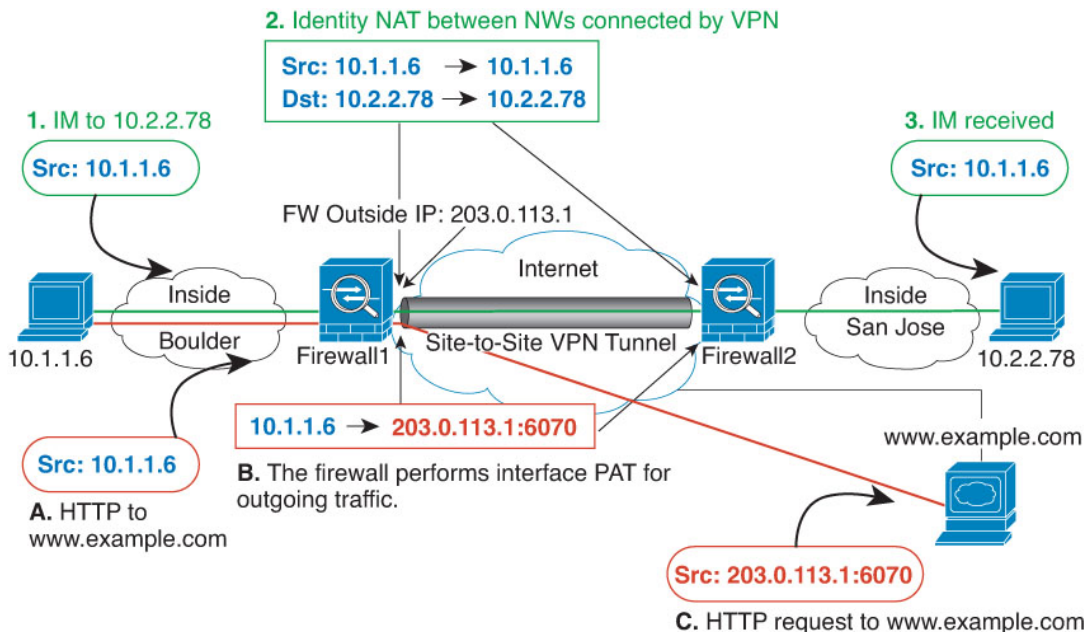 2. Identity NAT between NWs connected by VPN
Src: 10.1.1.6 → 10.1.1.6
Dst: 10.2.2.78 → 10.2.2.78
1. IM to 10.2.2.78
Src: 10.1.1.6
3. IM received
Src: 10.1.1.6
FW Outside IP: 203.0.113.1
Internet
Inside
Boulder
Inside
San Jose
Site-to-Site VPN Tunnel
10.1.1.6
Firewall1
Firewall2
10.2.2.78
10.1.1.6 → 203.0.113.1:6070
B. The firewall performs interface PAT for
outgoing traffic.
Src: 10.1.1.6
A. HTTP to
www.example.com
www.example.com
Src: 203.0.113.1:6070
C. HTTP request to www.example.com